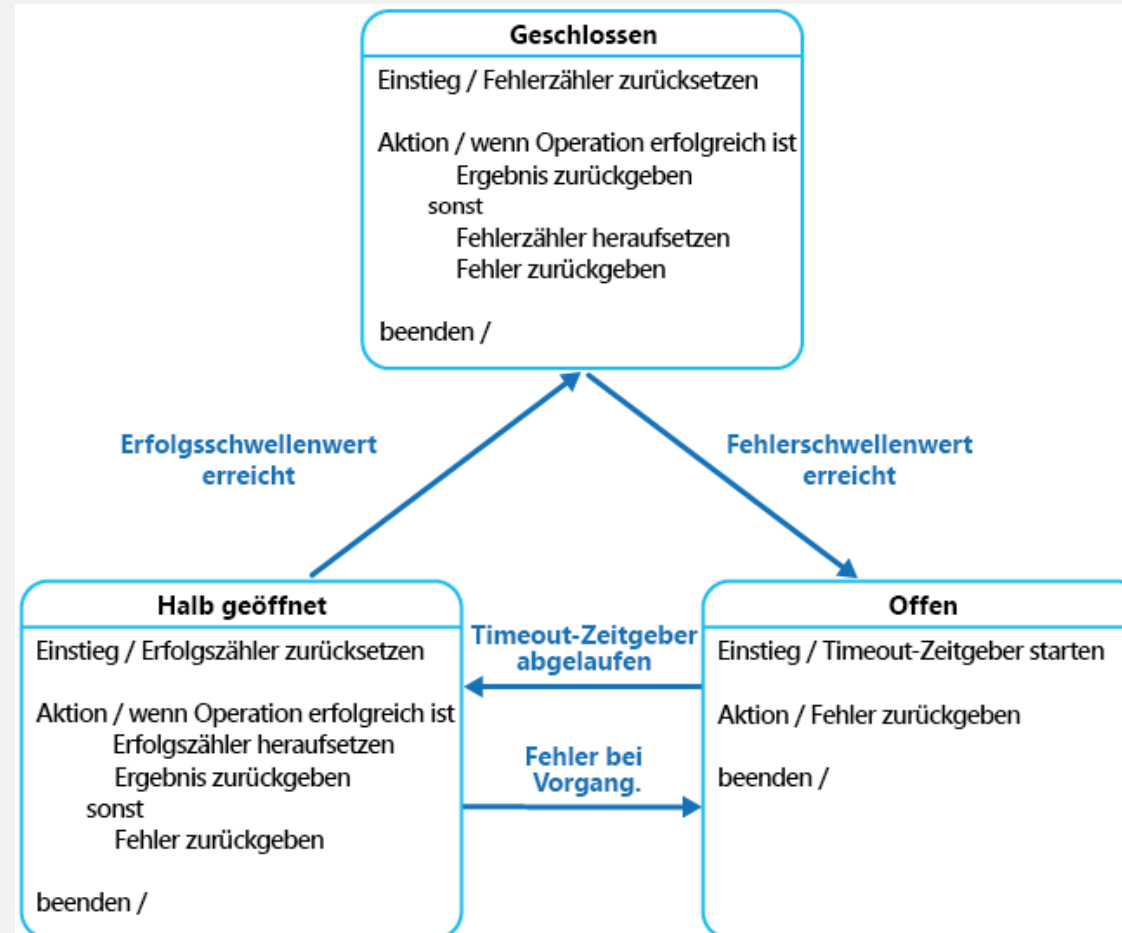 Geschlossen
Einstieg / Fehlerzähler zurücksetzen
Aktion / wenn Operation erfolgreich ist
Ergebnis zurückgeben
sonst
Fehlerzähler heraufsetzen
Fehler zurückgeben
beenden /
Erfolgsschwellenwert
erreicht
Fehlerschwellenwert
erreicht
Halb geöffnet
Einstieg / Erfolgszähler zurücksetzen
Aktion / wenn Operation erfolgreich ist
Erfolgszähler heraufsetzen
Ergebnis zurückgeben
sonst
Fehler zurückgeben
beenden /
Timeout-Zeitgeber
abgelaufen
Fehler bei
Vorgang.
Offen
Einstieg / Timeout-Zeitgeber starten
Aktion / Fehler zurückgeben
beenden /